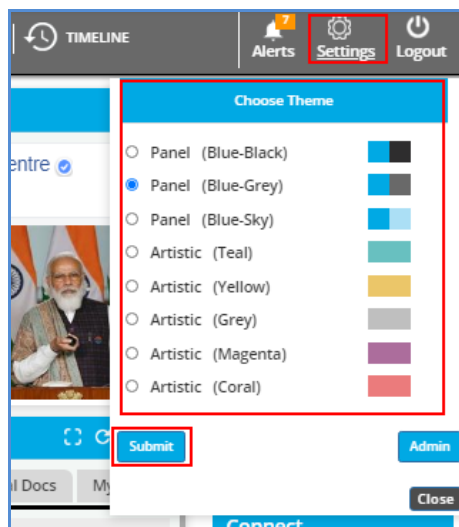 TIMELINE
7
Alerts
Settings
Logout
Choose Theme
entre
Panel (Blue-Black)
Panel (Blue-Grey)
Panel (Blue-Sky)
Artistic (Teal)
Artistic (Yellow)
Artistic (Grey)
Artistic (Magenta)
Artistic (Coral)
Submit
Admin
l Docs
My
Close
Connect